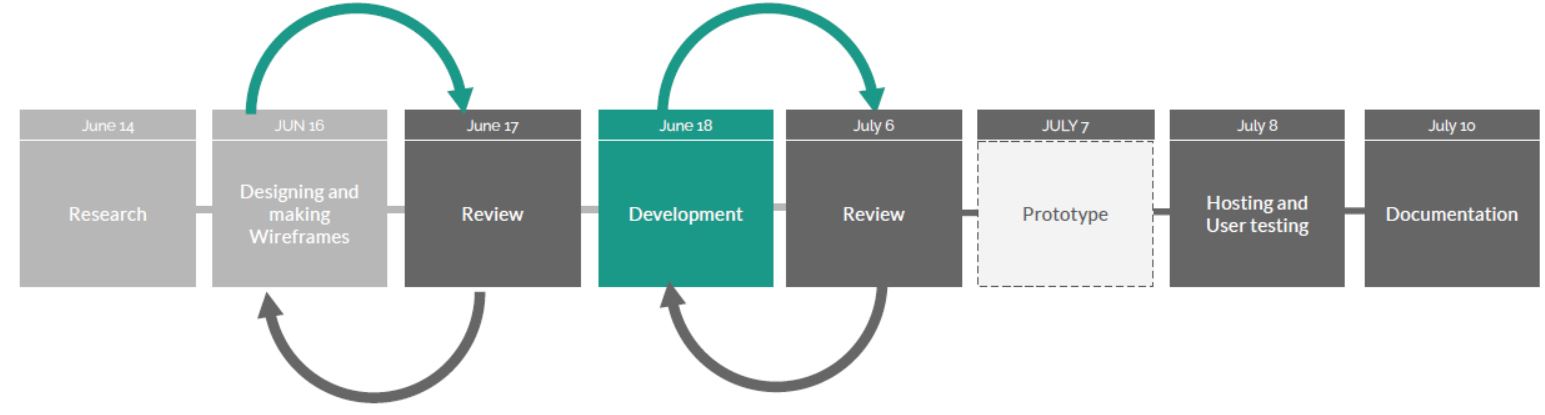 June 14
Research
JUN 16
Designing and
making
Wireframes
June 17
Review
June 18
Development
July 6
Review
JULY 7
Prototype
July 8
Hosting and
User testing
July 10
Documentation